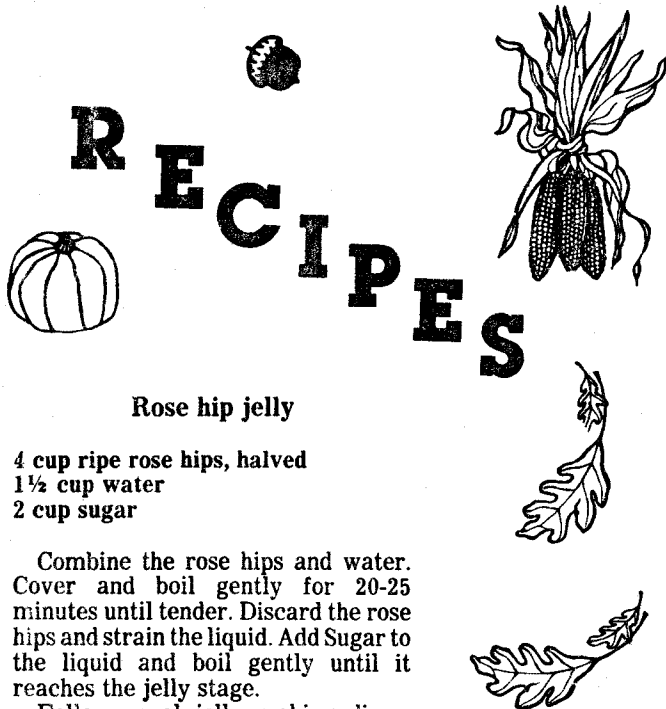 RECIPES
Rose hip jelly
4 cup ripe rose hips, halved
1½ cup water
2 cup sugar
Combine the rose hips and water.
Cover and boil gently for 20-25
minutes until tender. Discard the rose
hips and strain the liquid. Add Sugar to
the liquid and boil gently until it
reaches the jelly stage.